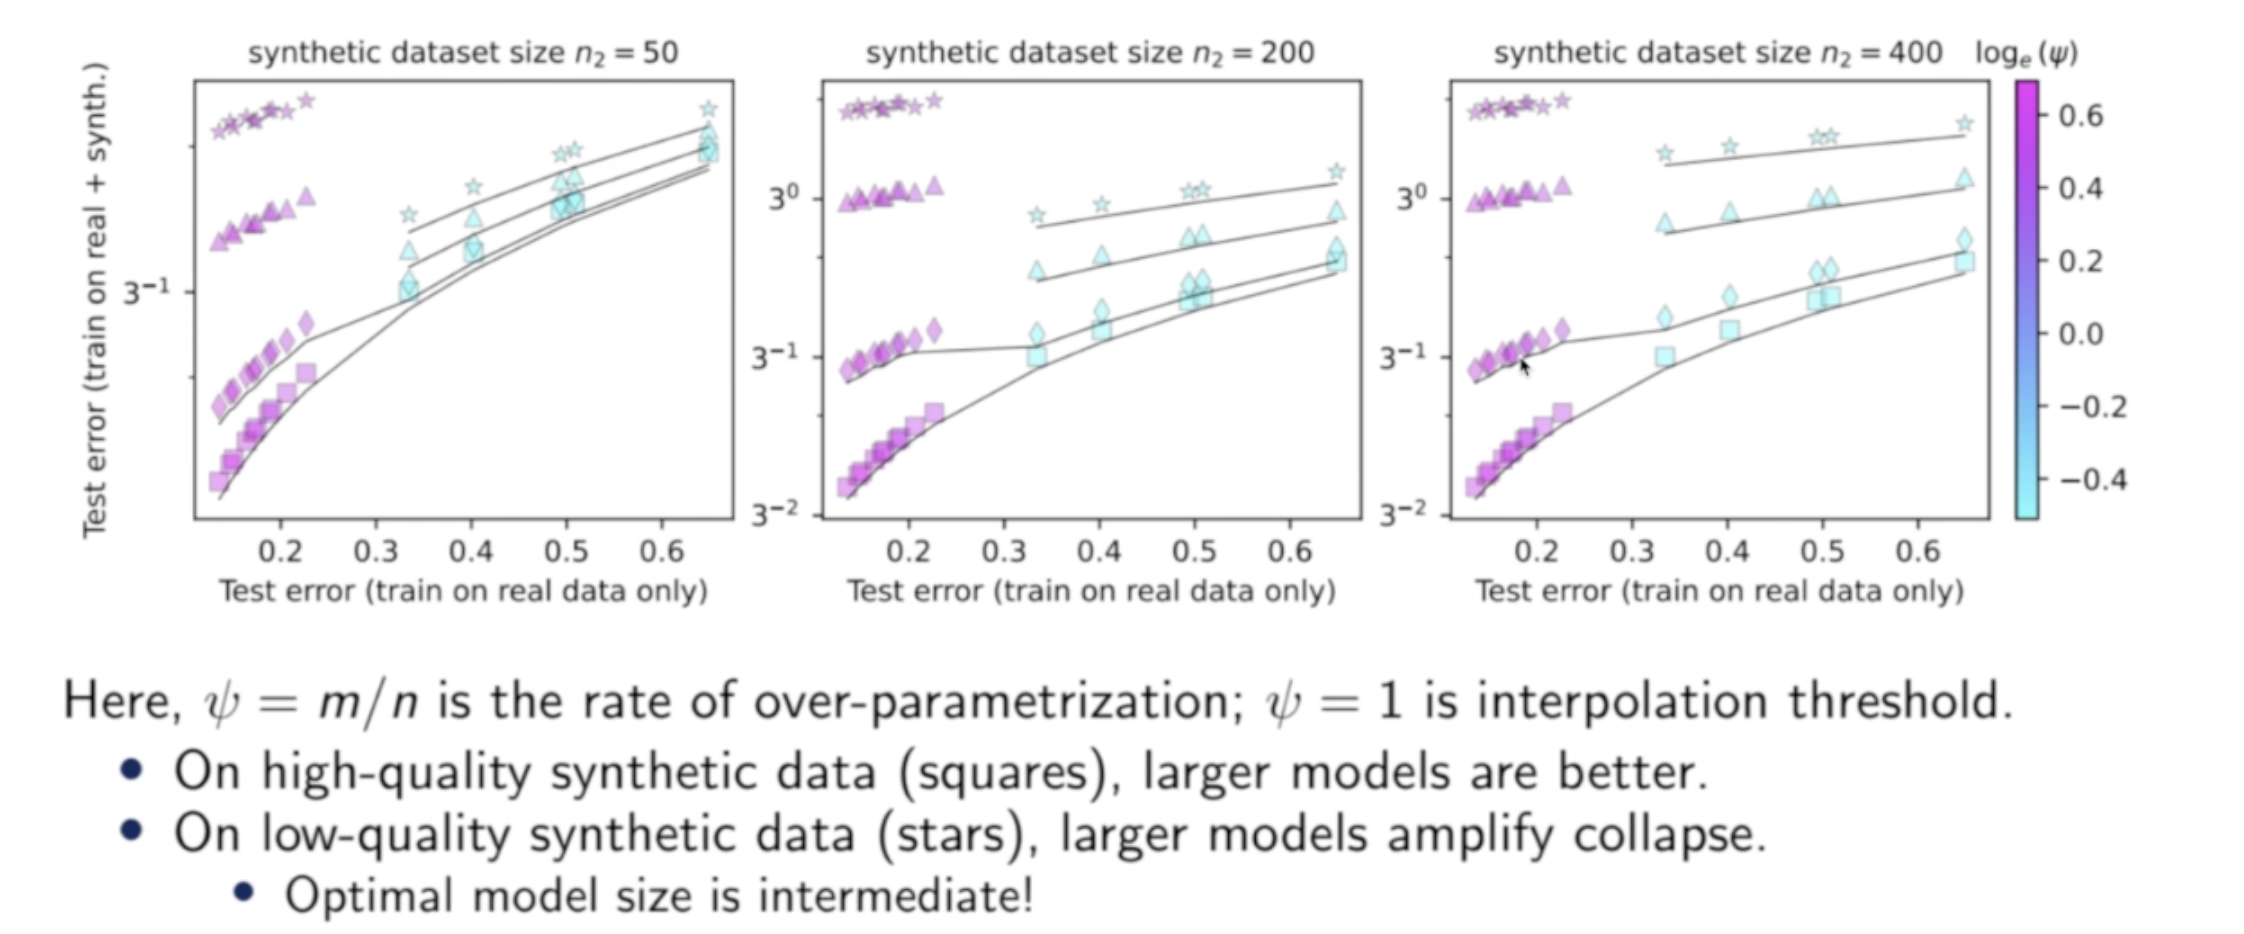 synthetic dataset size n₂ = 50
synthetic dataset size n₂ = 200
synthetic dataset size n₂ = 400
logₑ(ψ)
Test error (train on real + synth.)
3⁻¹
0.2 0.3 0.4 0.5 0.6
Test error (train on real data only)
3⁰
3⁻¹
3⁻²
0.2 0.3 0.4 0.5 0.6
Test error (train on real data only)
3⁰
3⁻¹
3⁻²
0.2 0.3 0.4 0.5 0.6
Test error (train on real data only)
0.6
0.4
0.2
0.0
−0.2
−0.4
Here, ψ = m/n is the rate of over-parametrization; ψ = 1 is interpolation threshold.
• On high-quality synthetic data (squares), larger models are better.
• On low-quality synthetic data (stars), larger models amplify collapse.
• Optimal model size is intermediate!